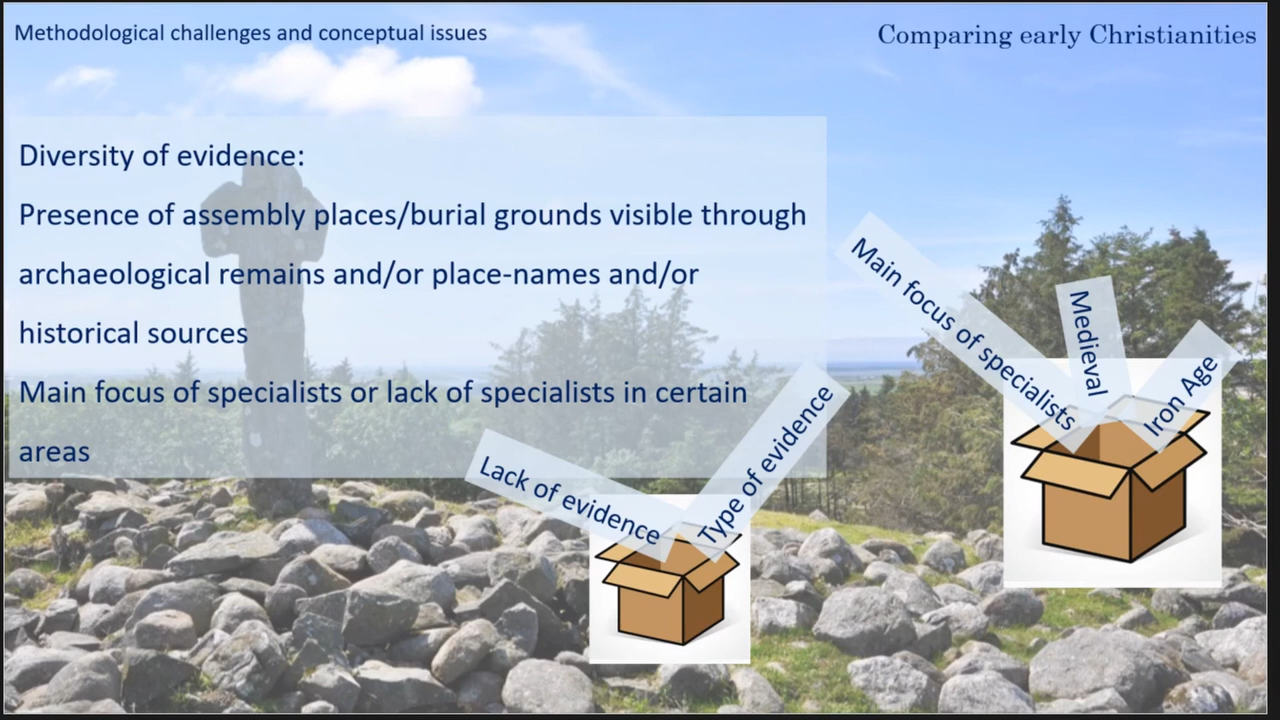 Methodological challenges and conceptual issues
Comparing early Christianities
Diversity of evidence:
Presence of assembly places/burial grounds visible through
archaeological remains and/or place-names and/or
historical sources
Main focus of specialists or lack of specialists in certain
areas
Lack of evidence
Type of evidence
Main focus of specialists
Medieval
Iron Age